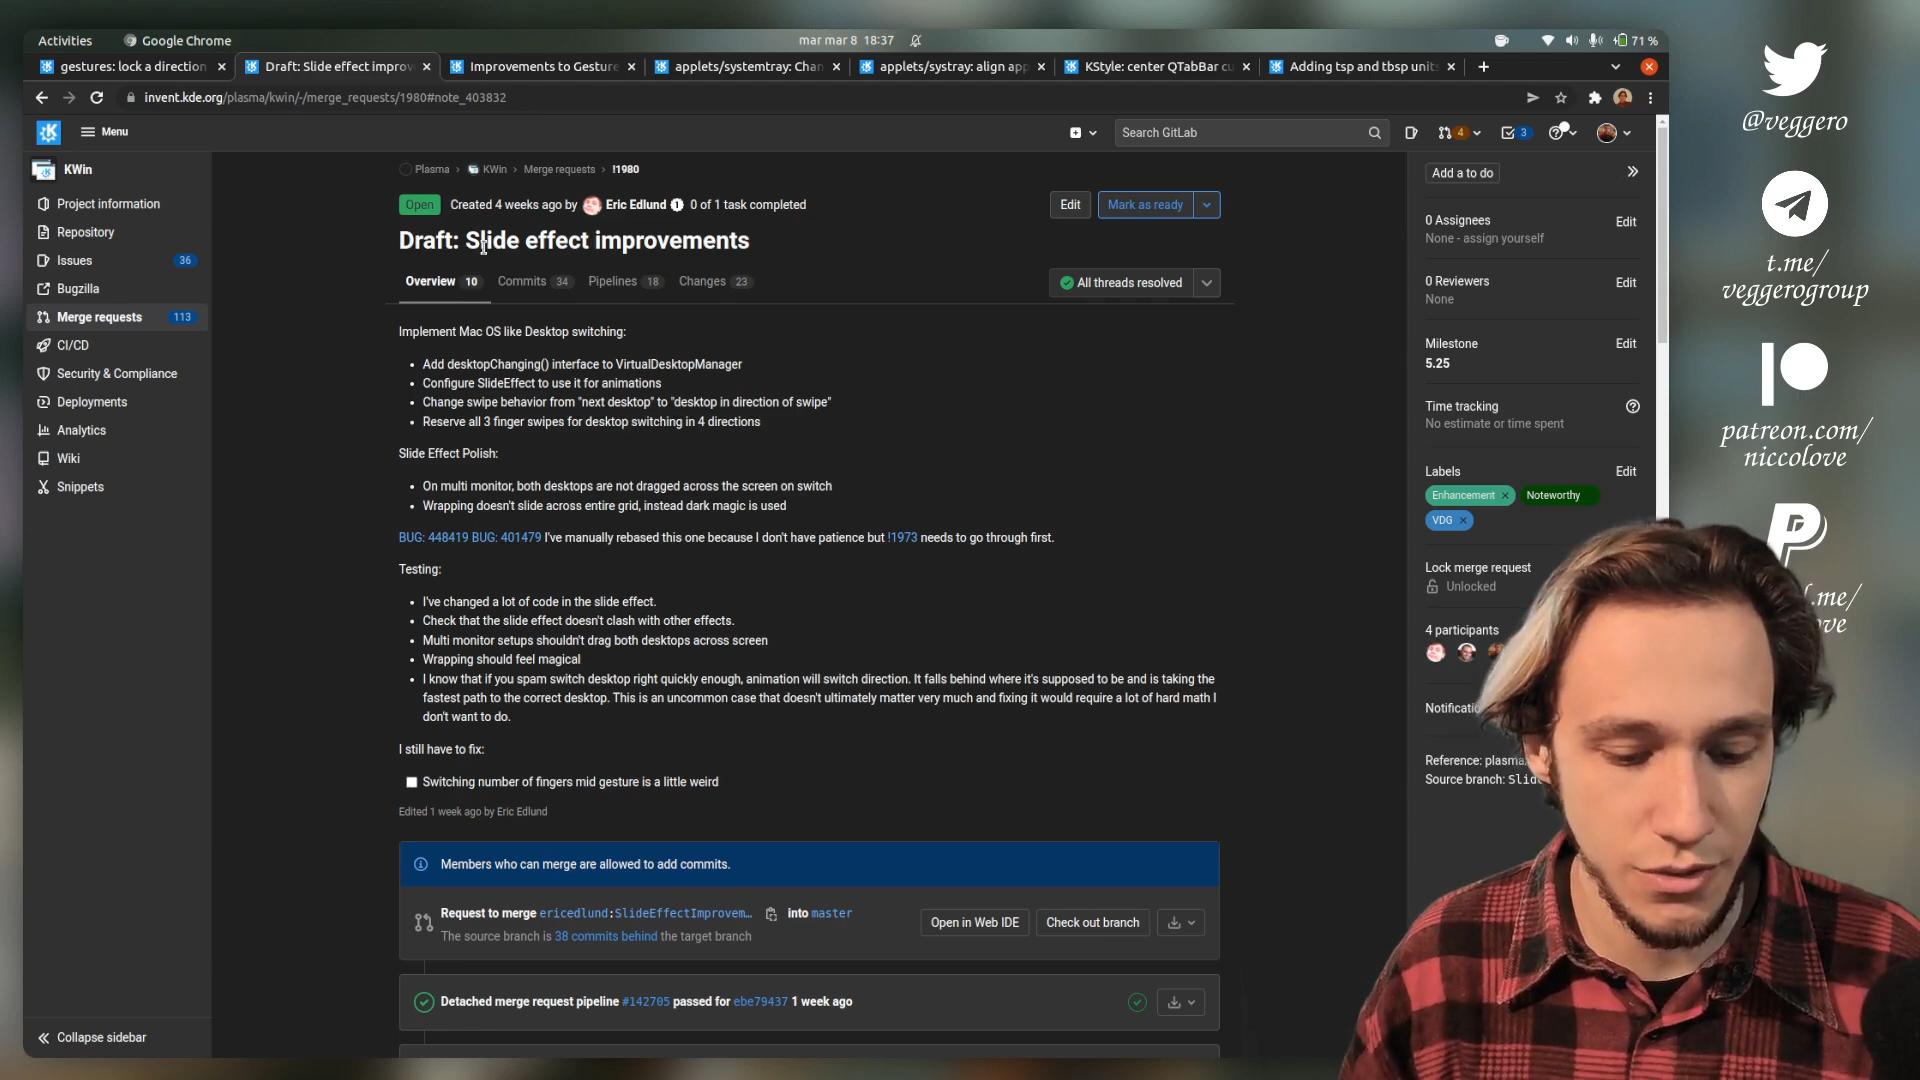 Activities
Google Chrome
mar mar 8 18:37
71 %
gestures: lock a direction
Draft: Slide effect improv
Improvements to Gesture
applets/systemtray: Chan
applets/systray: align app
KStyle: center QTabBar cu
Adding tsp and tbsp units
invent.kde.org/plasma/kwin/-/merge_requests/1980#note_403832
Menu
Search GitLab
4
3
KWin
Project information
Repository
Issues 36
Bugzilla
Merge requests 113
CI/CD
Security & Compliance
Deployments
Analytics
Wiki
Snippets
Collapse sidebar
Plasma > KWin > Merge requests > !1980
Open Created 4 weeks ago by Eric Edlund 0 of 1 task completed
Edit
Mark as ready
Draft: Slide effect improvements
Overview 10 Commits 34 Pipelines 18 Changes 23
All threads resolved
Implement Mac OS like Desktop switching:
• Add desktopChanging() interface to VirtualDesktopManager
• Configure SlideEffect to use it for animations
• Change swipe behavior from "next desktop" to "desktop in direction of swipe"
• Reserve all 3 finger swipes for desktop switching in 4 directions
Slide Effect Polish:
• On multi monitor, both desktops are not dragged across the screen on switch
• Wrapping doesn't slide across entire grid, instead dark magic is used
BUG: 448419 BUG: 401479 I've manually rebased this one because I don't have patience but !1973 needs to go through first.
Testing:
• I've changed a lot of code in the slide effect.
• Check that the slide effect doesn't clash with other effects.
• Multi monitor setups shouldn't drag both desktops across screen
• Wrapping should feel magical
• I know that if you spam switch desktop right quickly enough, animation will switch direction. It falls behind where it's supposed to be and is taking the
fastest path to the correct desktop. This is an uncommon case that doesn't ultimately matter very much and fixing it would require a lot of hard math I
don't want to do.
I still have to fix:
Switching number of fingers mid gesture is a little weird
Edited 1 week ago by Eric Edlund
Members who can merge are allowed to add commits.
Request to merge ericedlund:SlideEffectImprovem… into master
The source branch is 38 commits behind the target branch
Open in Web IDE
Check out branch
Detached merge request pipeline #142705 passed for ebe79437 1 week ago
Add a to do
0 Assignees Edit
None - assign yourself
0 Reviewers Edit
None
Milestone Edit
5.25
Time tracking
No estimate or time spent
Labels Edit
Enhancement
Noteworthy
VDG
Lock merge request
Unlocked
4 participants
Notificatio
Reference: plasma
Source branch: Slid
@veggero
t.me/
veggerogroup
patreon.com/
niccolove
l.me/
ove